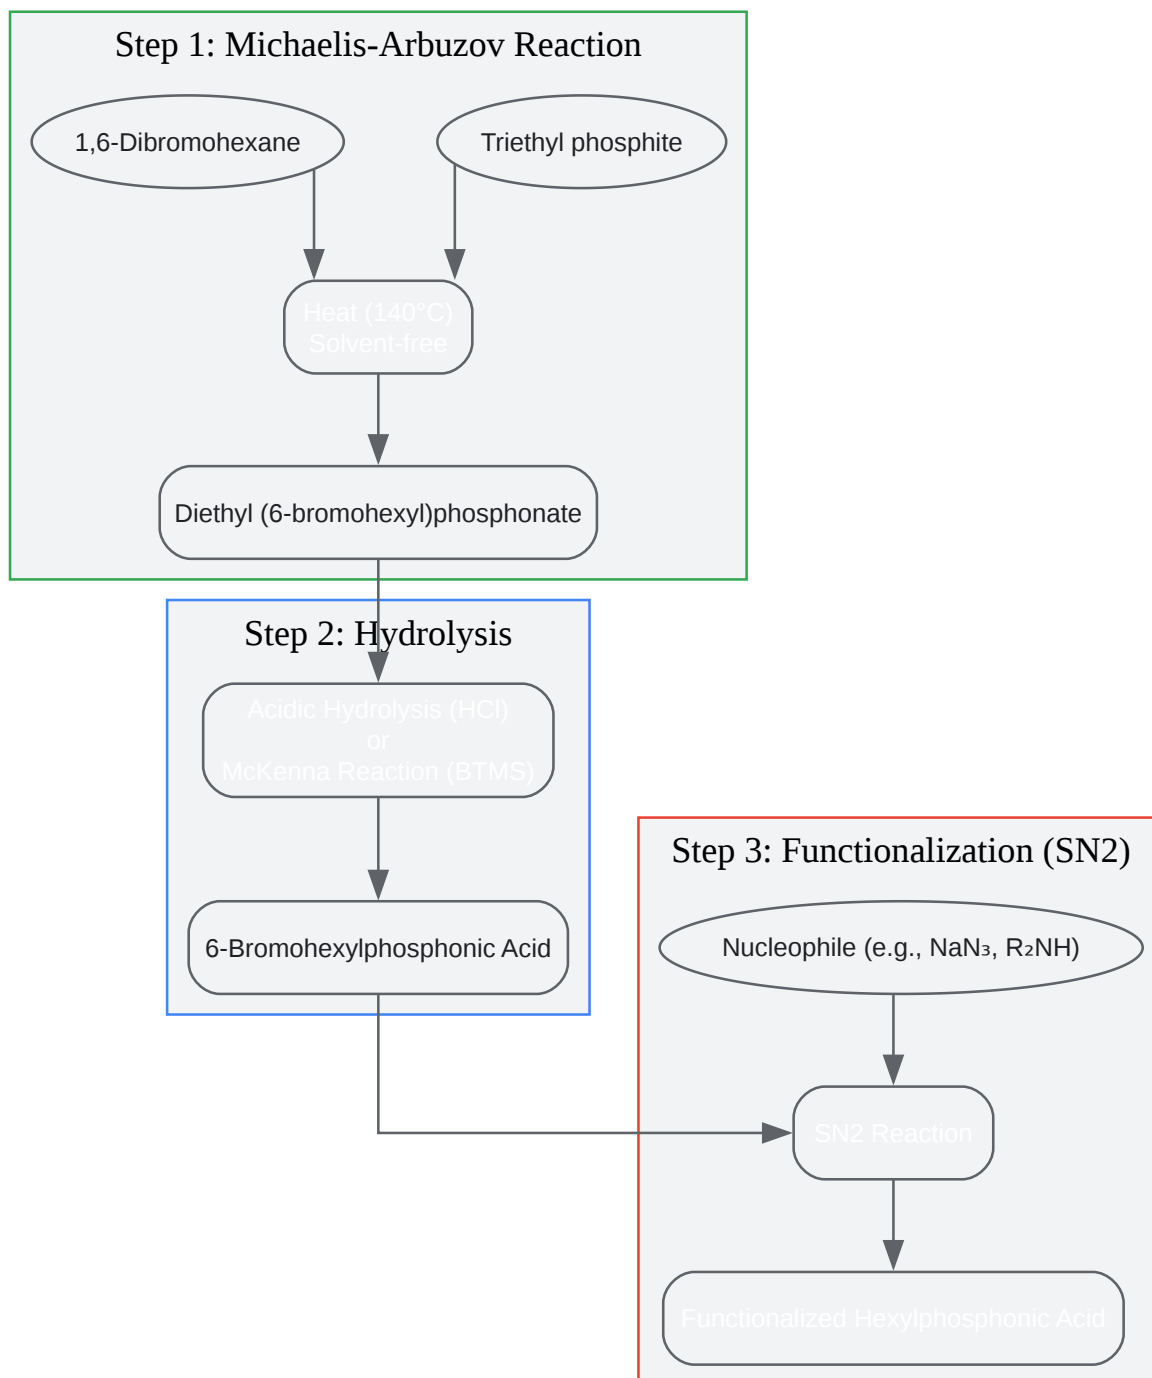 Step 1: Michaelis-Arbuzov Reaction
1,6-Dibromohexane
Triethyl phosphite
Heat (140°C)
Solvent-free
Diethyl (6-bromohexyl)phosphonate
Step 2: Hydrolysis
Acidic Hydrolysis (HCl)
or
McKenna Reaction (BTMS)
6-Bromohexylphosphonic Acid
Step 3: Functionalization (SN2)
Nucleophile (e.g., NaN₃, R₂NH)
SN2 Reaction
Functionalized Hexylphosphonic Acid